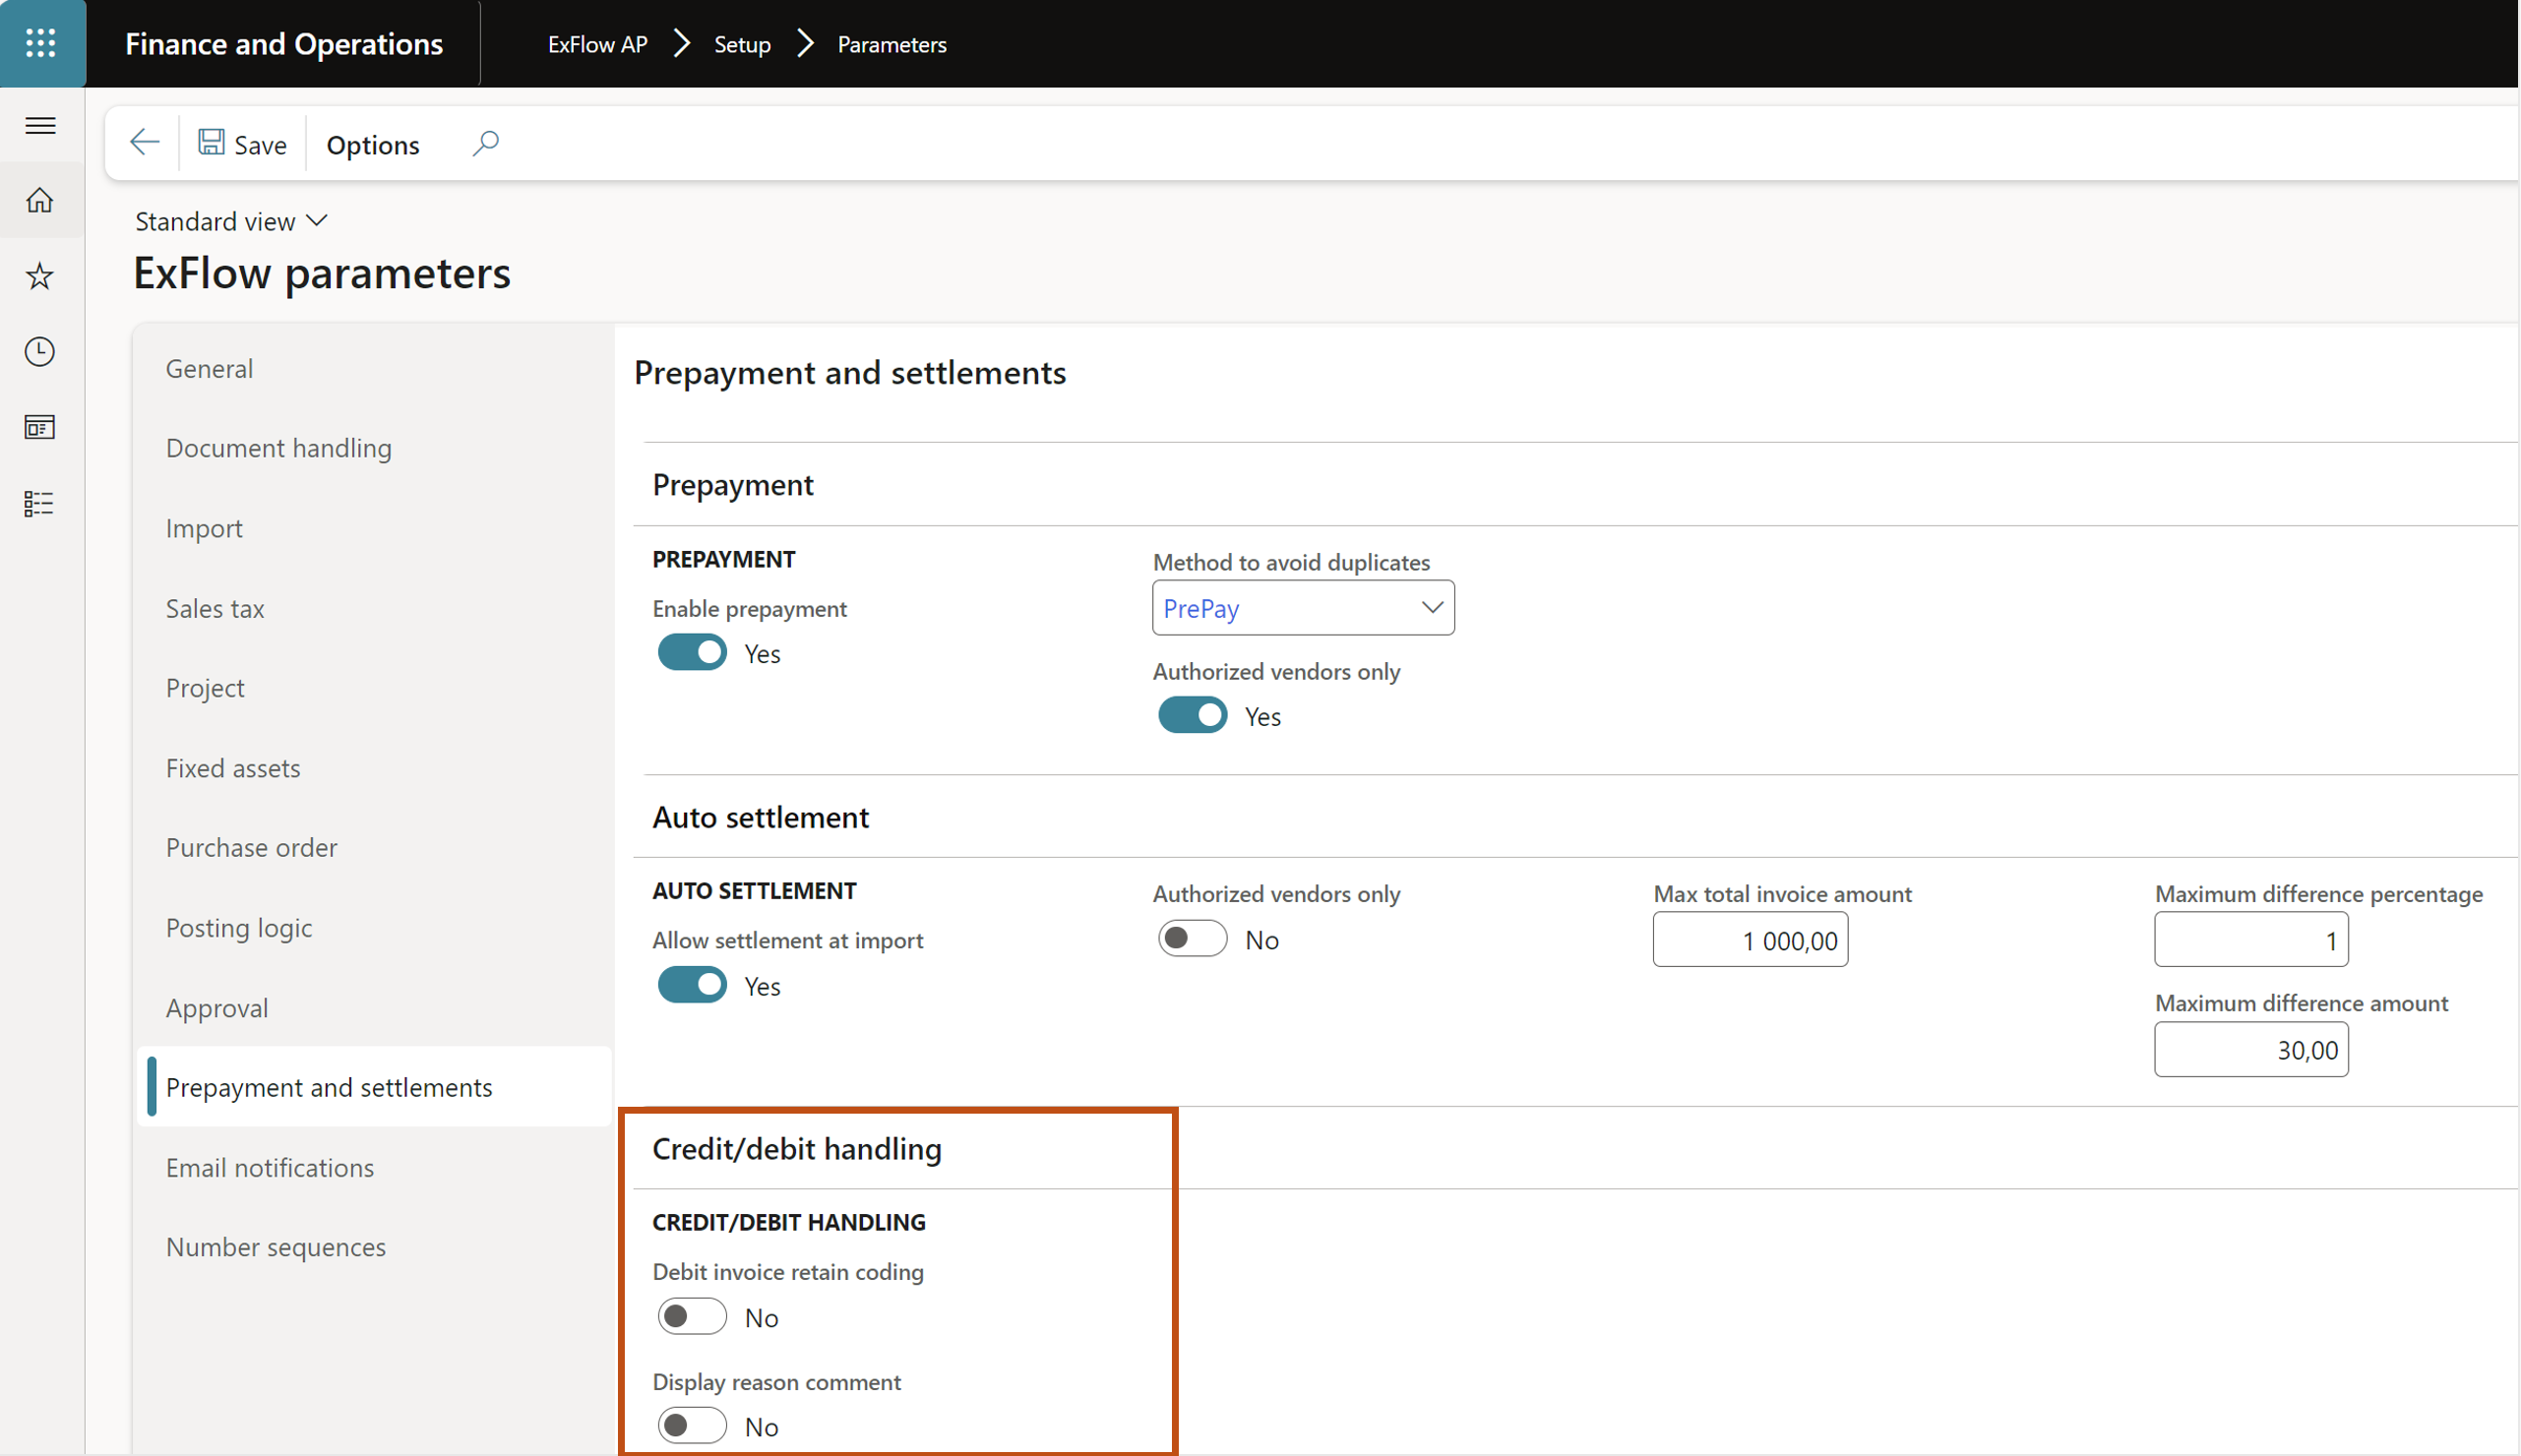 Finance and Operations
ExFlow AP
Setup
Parameters
Save
Options
Standard view
ExFlow parameters
General
Document handling
Import
Sales tax
Project
Fixed assets
Purchase order
Posting logic
Approval
Prepayment and settlements
Email notifications
Number sequences
Prepayment and settlements
Prepayment
PREPAYMENT
Enable prepayment
Yes
Method to avoid duplicates
PrePay
Authorized vendors only
Yes
Auto settlement
AUTO SETTLEMENT
Allow settlement at import
Yes
Authorized vendors only
No
Max total invoice amount
1 000,00
Maximum difference percentage
1
Maximum difference amount
30,00
Credit/debit handling
CREDIT/DEBIT HANDLING
Debit invoice retain coding
No
Display reason comment
No